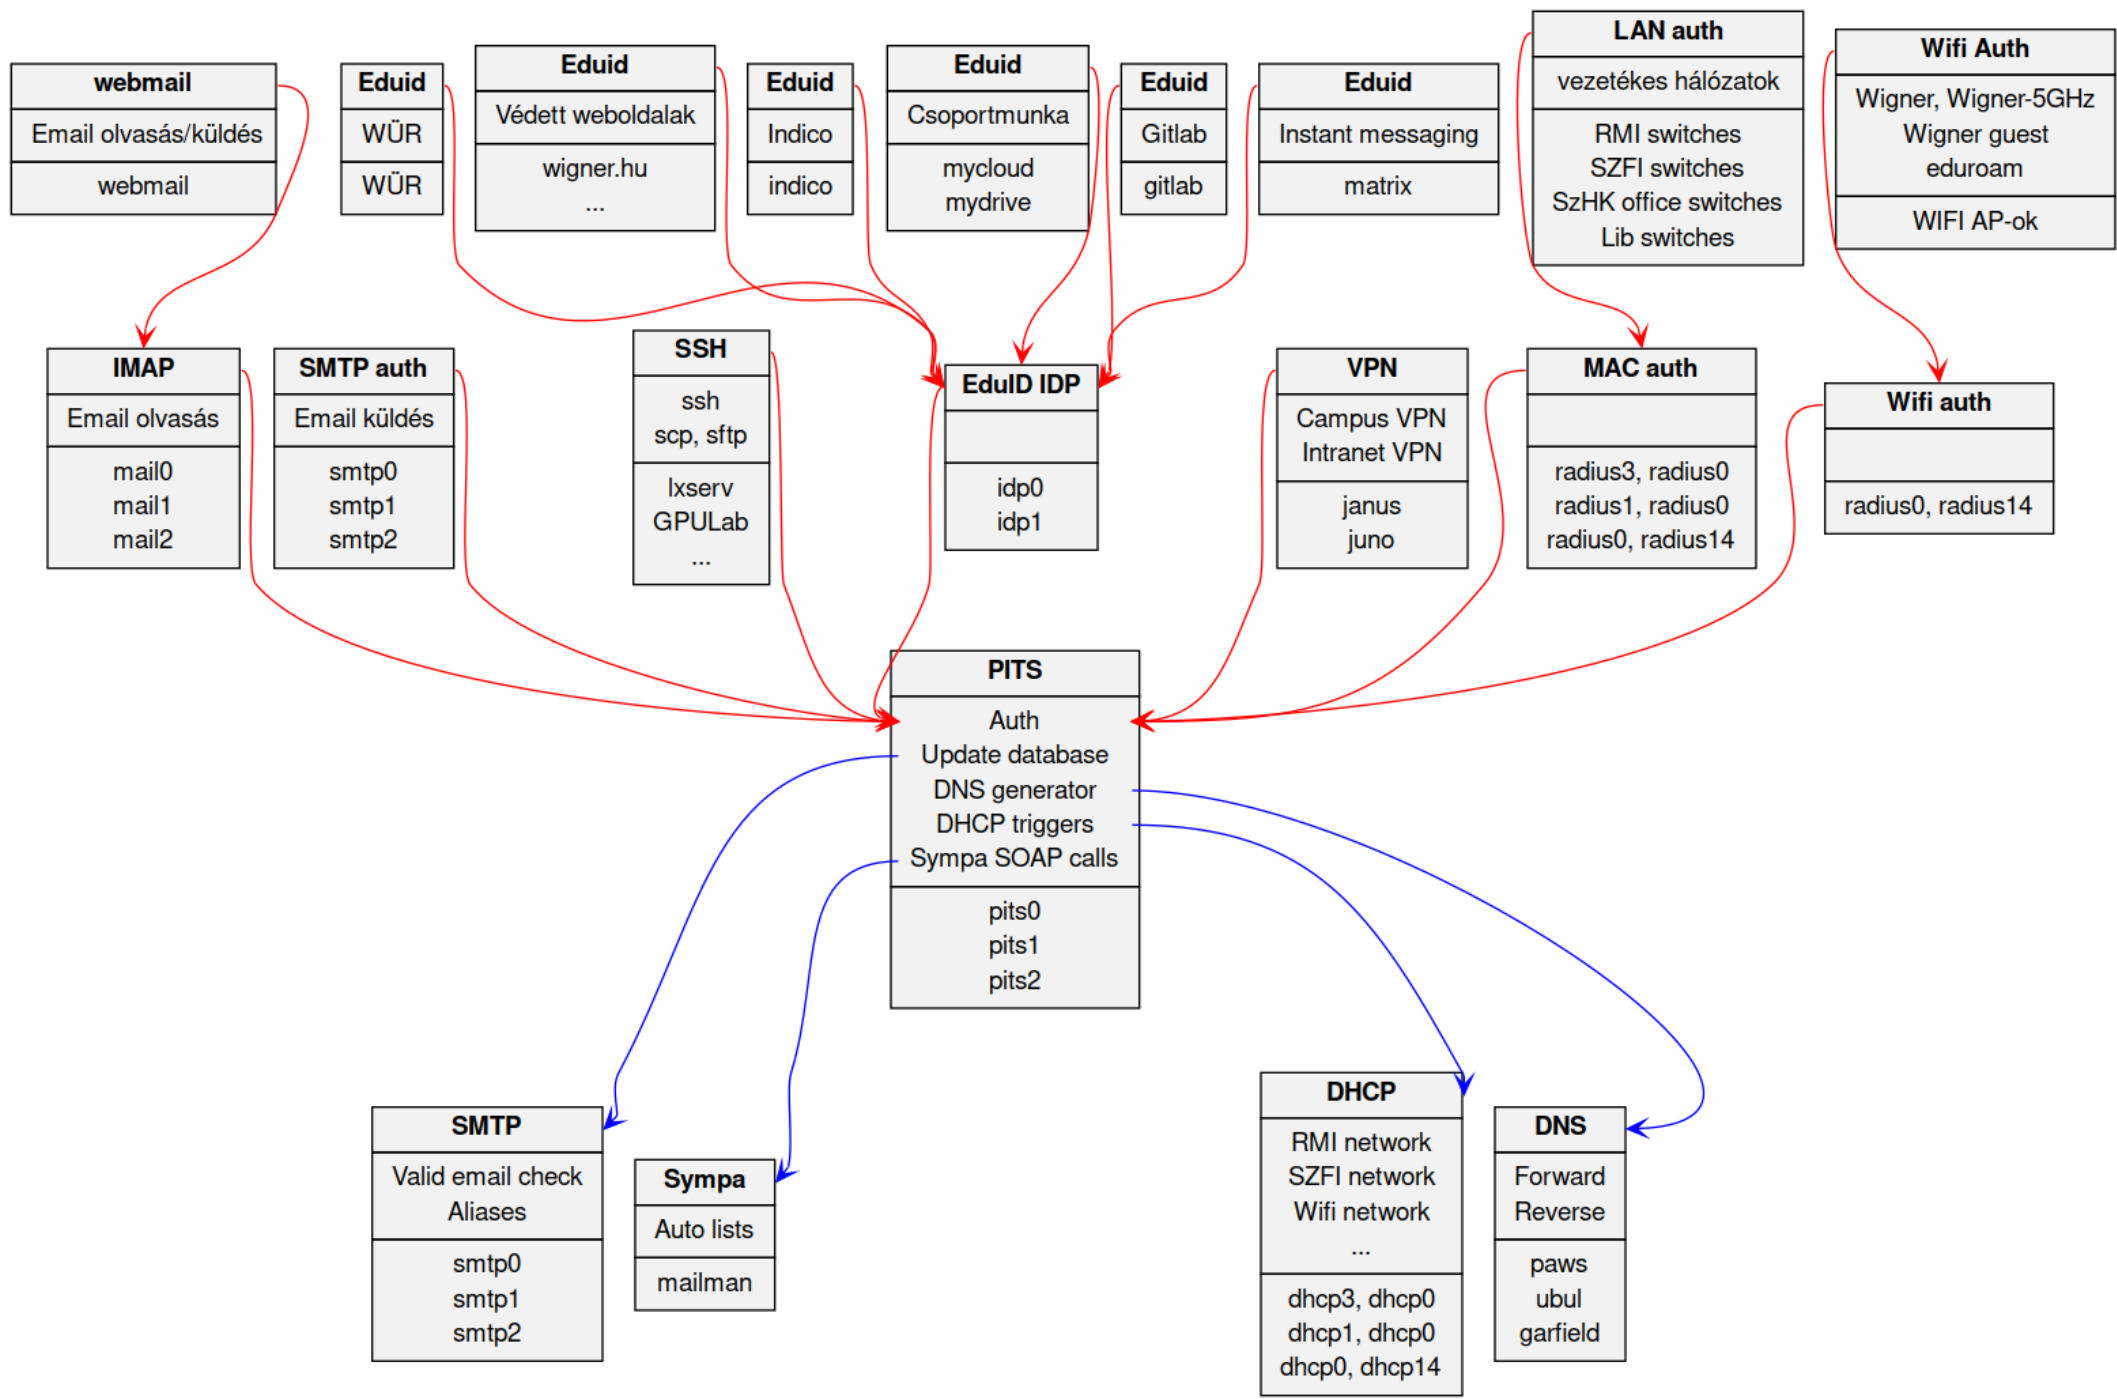 webmail
Email olvasás/küldés
webmail
Eduid
WÜR
WÜR
Eduid
Védett weboldalak
wigner.hu
...
Eduid
Indico
indico
Eduid
Csoportmunka
mycloud
mydrive
Eduid
Gitlab
gitlab
Eduid
Instant messaging
matrix
LAN auth
vezetékes hálózatok
RMI switches
SZFI switches
SzHK office switches
Lib switches
Wifi Auth
Wigner, Wigner-5GHz
Wigner guest
eduroam
WIFI AP-ok
IMAP
Email olvasás
mail0
mail1
mail2
SMTP auth
Email küldés
smtp0
smtp1
smtp2
SSH
ssh
scp, sftp
lxserv
GPULab
...
EduID IDP
idp0
idp1
VPN
Campus VPN
Intranet VPN
janus
juno
MAC auth
radius3, radius0
radius1, radius0
radius0, radius14
Wifi auth
radius0, radius14
PITS
Auth
Update database
DNS generator
DHCP triggers
Sympa SOAP calls
pits0
pits1
pits2
SMTP
Valid email check
Aliases
smtp0
smtp1
smtp2
Sympa
Auto lists
mailman
DHCP
RMI network
SZFI network
Wifi network
...
dhcp3, dhcp0
dhcp1, dhcp0
dhcp0, dhcp14
DNS
Forward
Reverse
paws
ubul
garfield